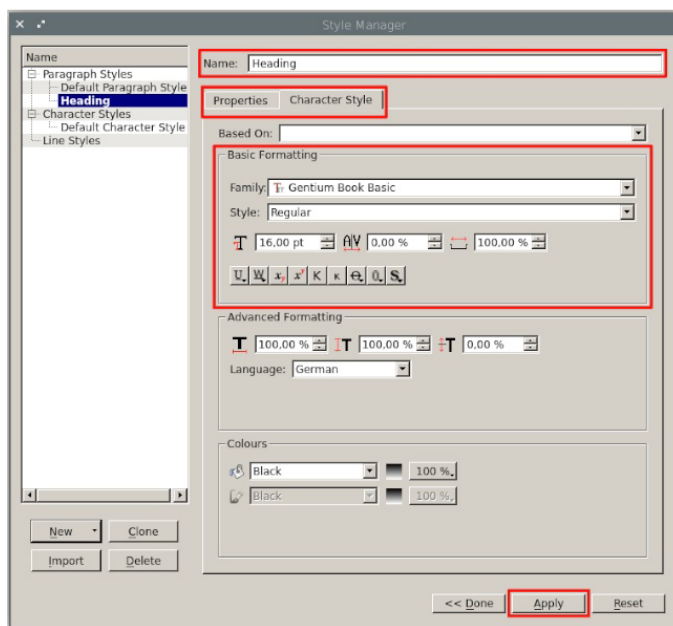 Style Manager
Name
Paragraph Styles
Default Paragraph Style
Heading
Character Styles
Default Character Style
Line Styles
New
Clone
Import
Delete
Name: Heading
Properties Character Style
Based On:
Basic Formatting
Family: Gentium Book Basic
Style: Regular
16,00 pt 0,00 % 100,00 %
Advanced Formatting
100,00 % 100,00 % 0,00 %
Language: German
Colours
Black 100 %
Black 100 %
<< Done Apply Reset